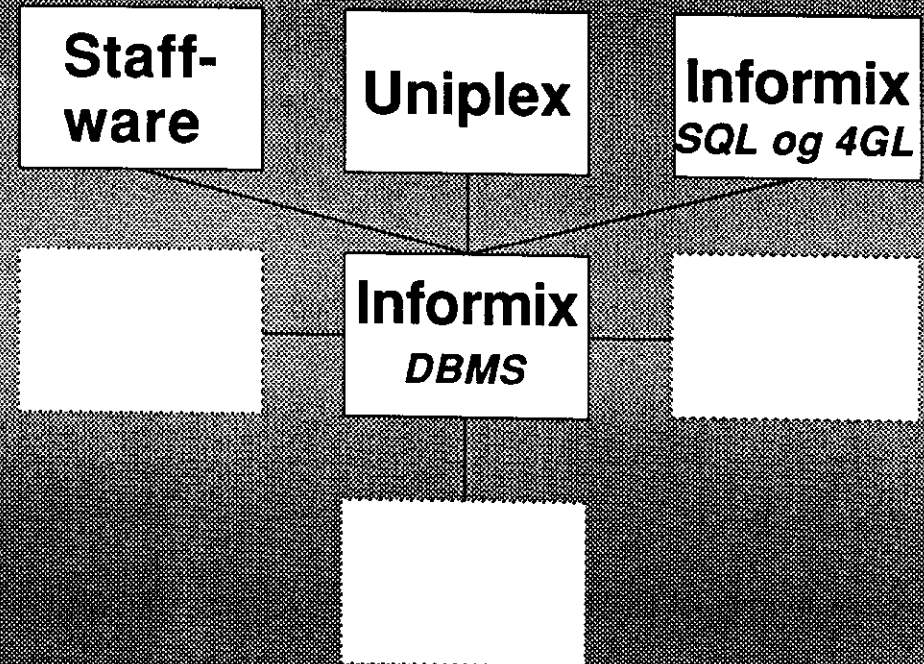 Staff-
ware
Uniplex
Informix
SQL og 4GL
Informix
DBMS